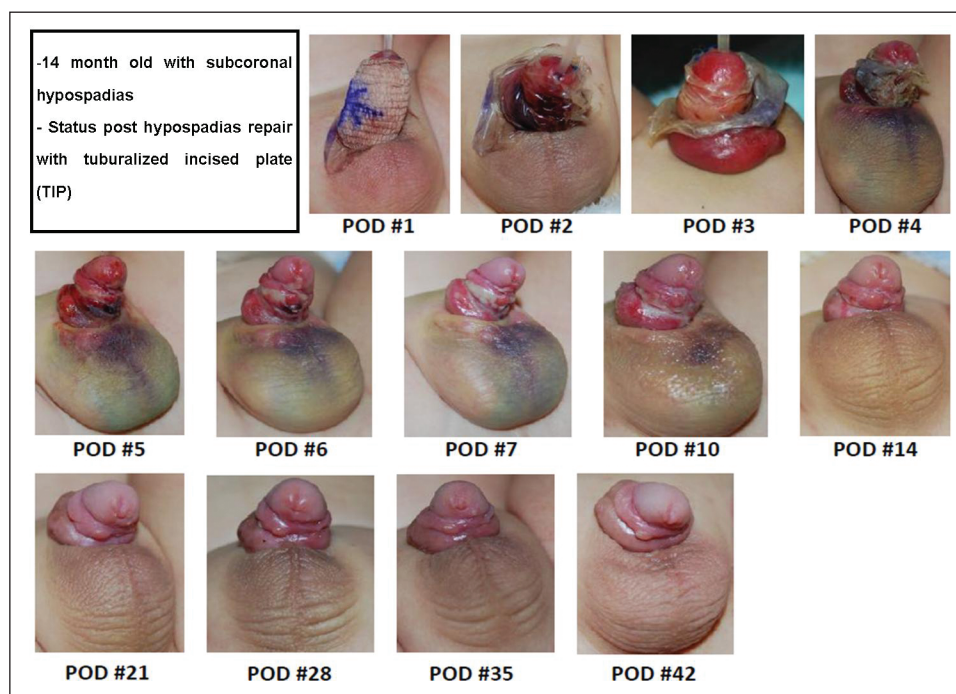 -14 month old with subcoronal
hypospadias
- Status post hypospadias repair
with tuburalized incised plate
(TIP)
POD #1
POD #2
POD #3
POD #4
POD #5
POD #6
POD #7
POD #10
POD #14
POD #21
POD #28
POD #35
POD #42